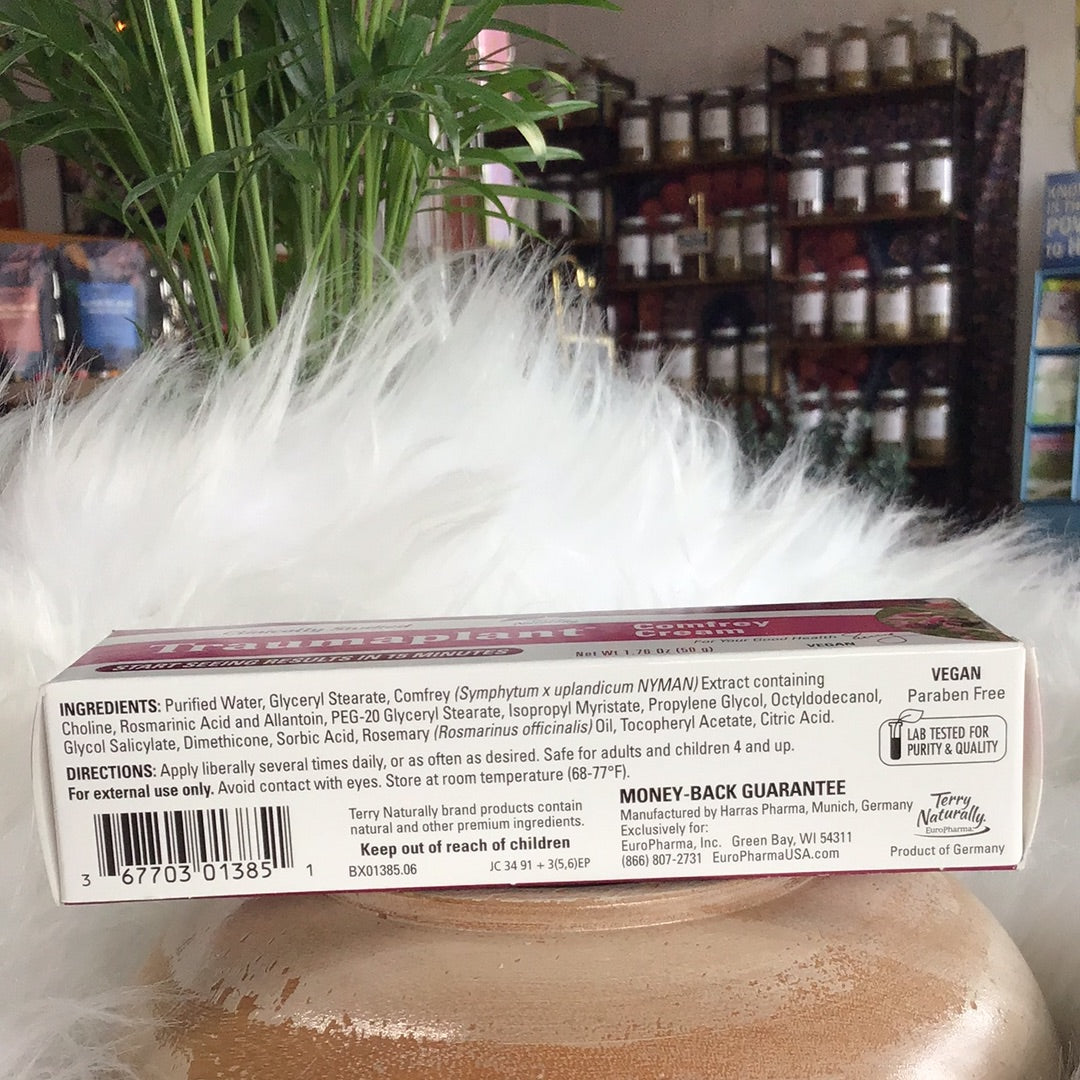 Clinically Studied
Traumaplant™ Comfrey
Cream
START SEEING RESULTS IN 15 MINUTES
Net Wt 1.76 Oz (50 g)
For Your Good Health
VEGAN
INGREDIENTS: Purified Water, Glyceryl Stearate, Comfrey (Symphytum x uplandicum NYMAN) Extract containing
Choline, Rosmarinic Acid and Allantoin, PEG-20 Glyceryl Stearate, Isopropyl Myristate, Propylene Glycol, Octyldodecanol,
Glycol Salicylate, Dimethicone, Sorbic Acid, Rosemary (Rosmarinus officinalis) Oil, Tocopheryl Acetate, Citric Acid.
DIRECTIONS: Apply liberally several times daily, or as often as desired. Safe for adults and children 4 and up.
For external use only. Avoid contact with eyes. Store at room temperature (68-77°F).
VEGAN
Paraben Free
LAB TESTED FOR
PURITY & QUALITY
3 67703 01385 1
Terry Naturally brand products contain
natural and other premium ingredients.
Keep out of reach of children
BX01385.06 JC 34 91 + 3(5,6)EP
MONEY-BACK GUARANTEE
Manufactured by Harras Pharma, Munich, Germany
Exclusively for:
EuroPharma, Inc. Green Bay, WI 54311
(866) 807-2731 EuroPharmaUSA.com
Terry
Naturally®
EuroPharma®
Product of Germany